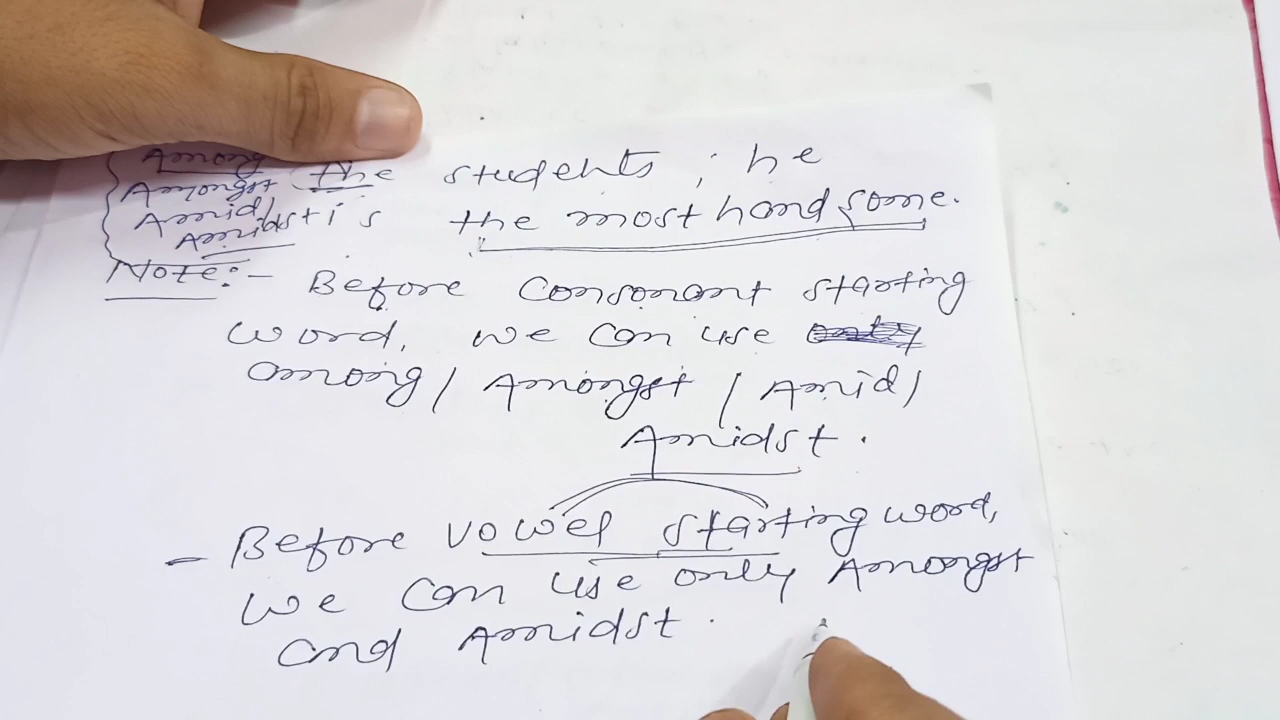 Among
Amongst the students ; he
Amid/
Amidst is the most handsome.
Note:- Before consonant starting
word, we can use only
among/ Amongst / Amid/
Amidst.
- Before vowel starting word,
we can use only Amongst
and Amidst.